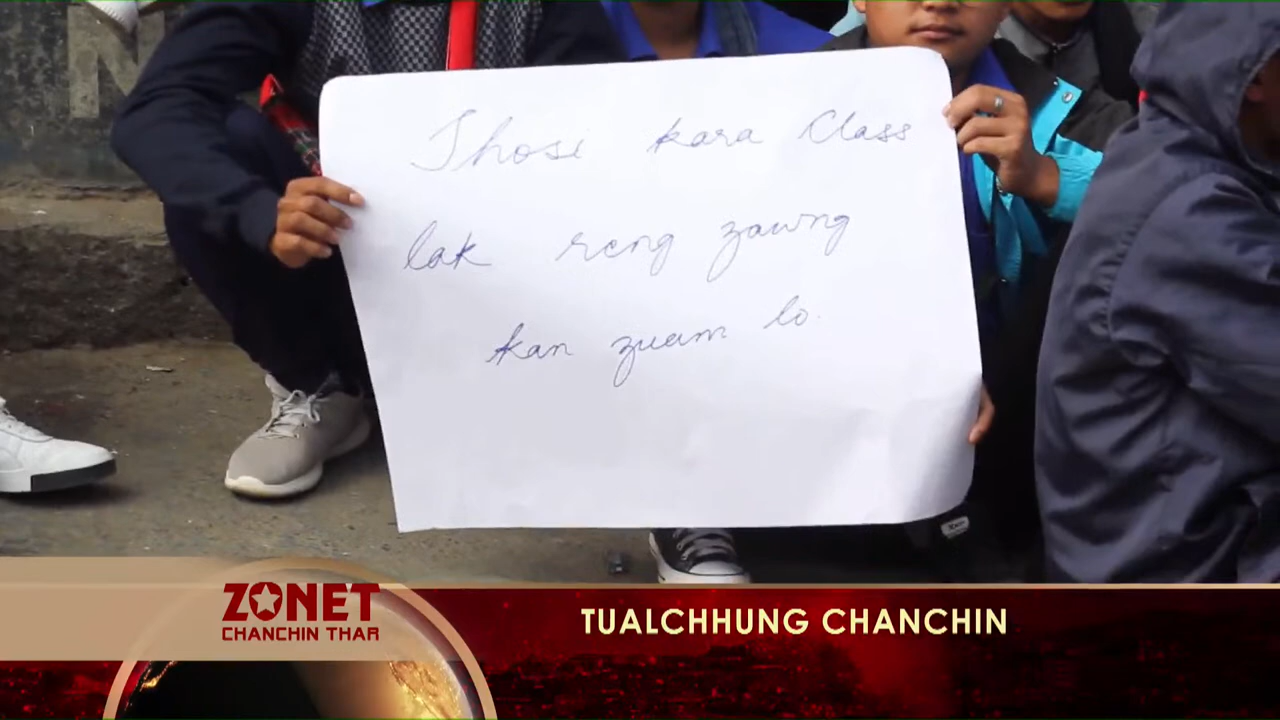 Thosi kara Class
lak reng zawng
kan zuam lo.
ZONET
CHANCHIN THAR
TUALCHHUNG CHANCHIN